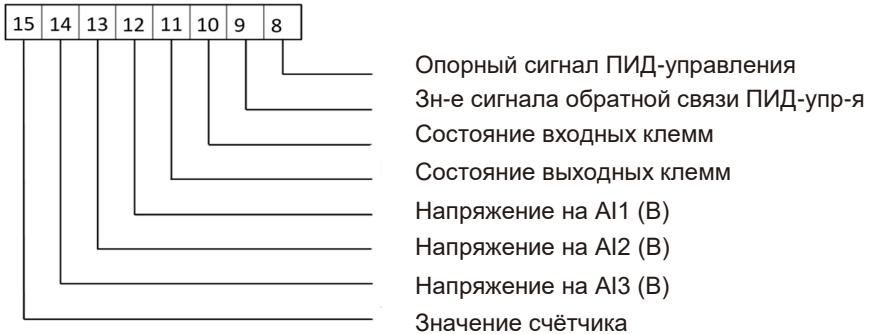 15 14 13 12 11 10 9 8
Опорный сигнал ПИД-управления
Зн-е сигнала обратной связи ПИД-упр-я
Состояние входных клемм
Состояние выходных клемм
Напряжение на AI1 (В)
Напряжение на AI2 (В)
Напряжение на AI3 (В)
Значение счётчика